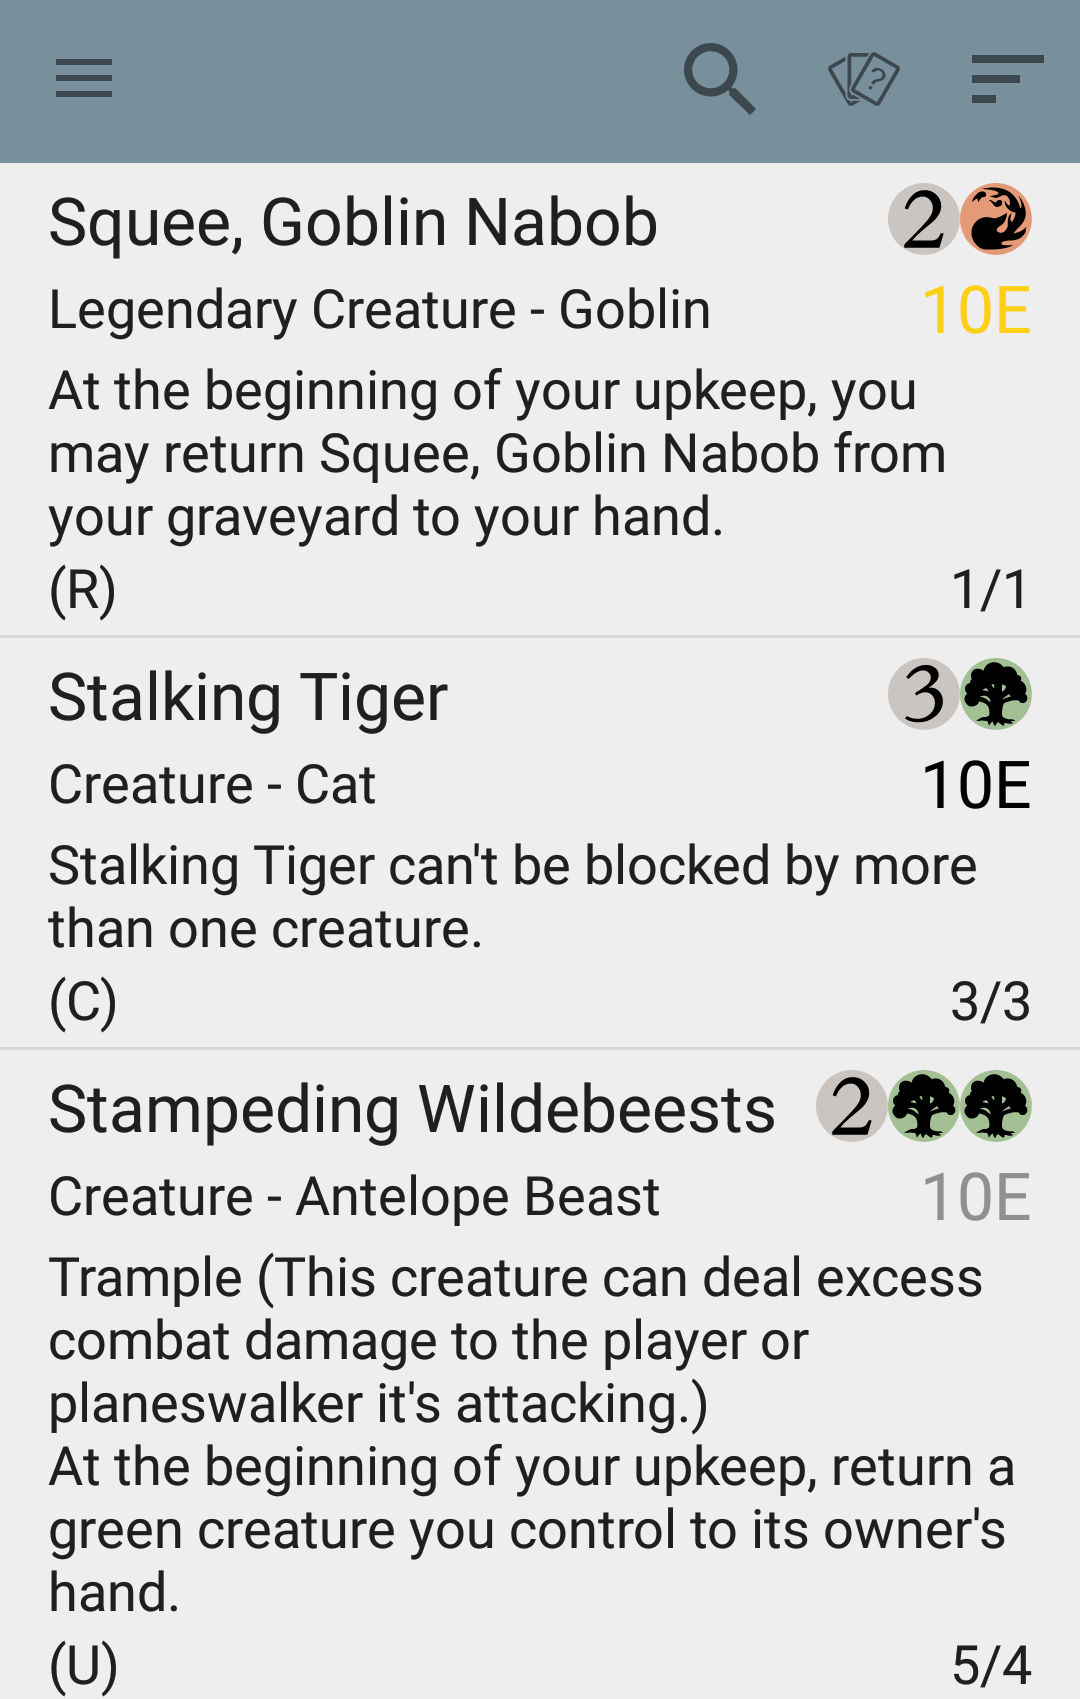 Squee, Goblin Nabob 2
Legendary Creature - Goblin 10E
At the beginning of your upkeep, you
may return Squee, Goblin Nabob from
your graveyard to your hand.
(R) 1/1
Stalking Tiger 3
Creature - Cat 10E
Stalking Tiger can't be blocked by more
than one creature.
(C) 3/3
Stampeding Wildebeests 2
Creature - Antelope Beast 10E
Trample (This creature can deal excess
combat damage to the player or
planeswalker it's attacking.)
At the beginning of your upkeep, return a
green creature you control to its owner's
hand.
(U) 5/4